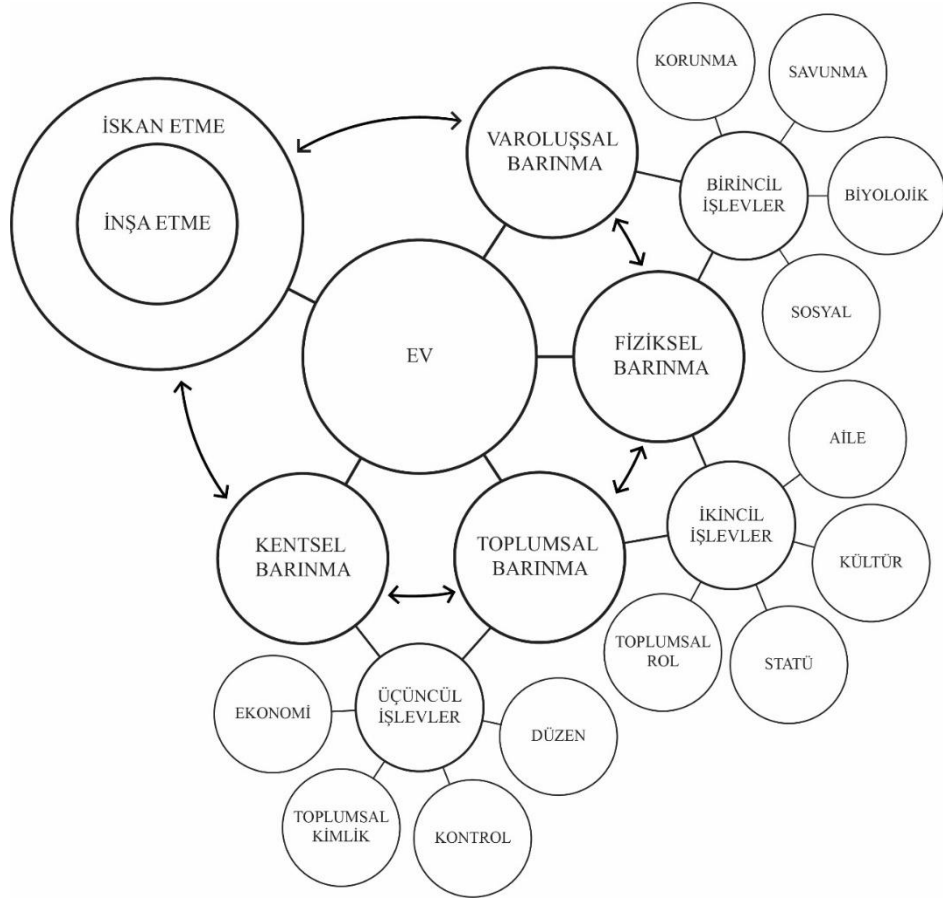 KORUNMA
SAVUNMA
İSKAN ETME
VAROLUŞSAL
BARINMA
BİRİNCİL
İŞLEVLER
BİYOLOJİK
İNŞA ETME
SOSYAL
EV
FİZİKSEL
BARINMA
AİLE
İKİNCİL
İŞLEVLER
KENTSEL
BARINMA
TOPLUMSAL
BARINMA
KÜLTÜR
TOPLUMSAL
ROL
STATÜ
ÜÇÜNCÜL
İŞLEVLER
EKONOMİ
DÜZEN
TOPLUMSAL
KİMLİK
KONTROL